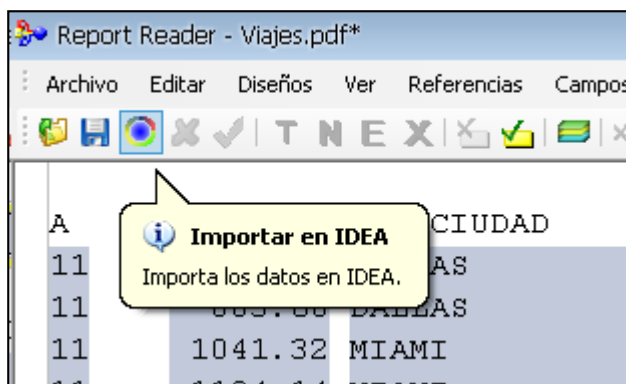 Report Reader - Viajes.pdf*
Archivo Editar Diseños Ver Referencias Campos
T N E X
A CIUDAD
Importar en IDEA
Importa los datos en IDEA.
11
11 DALLAS
11 1041.32 MIAMI